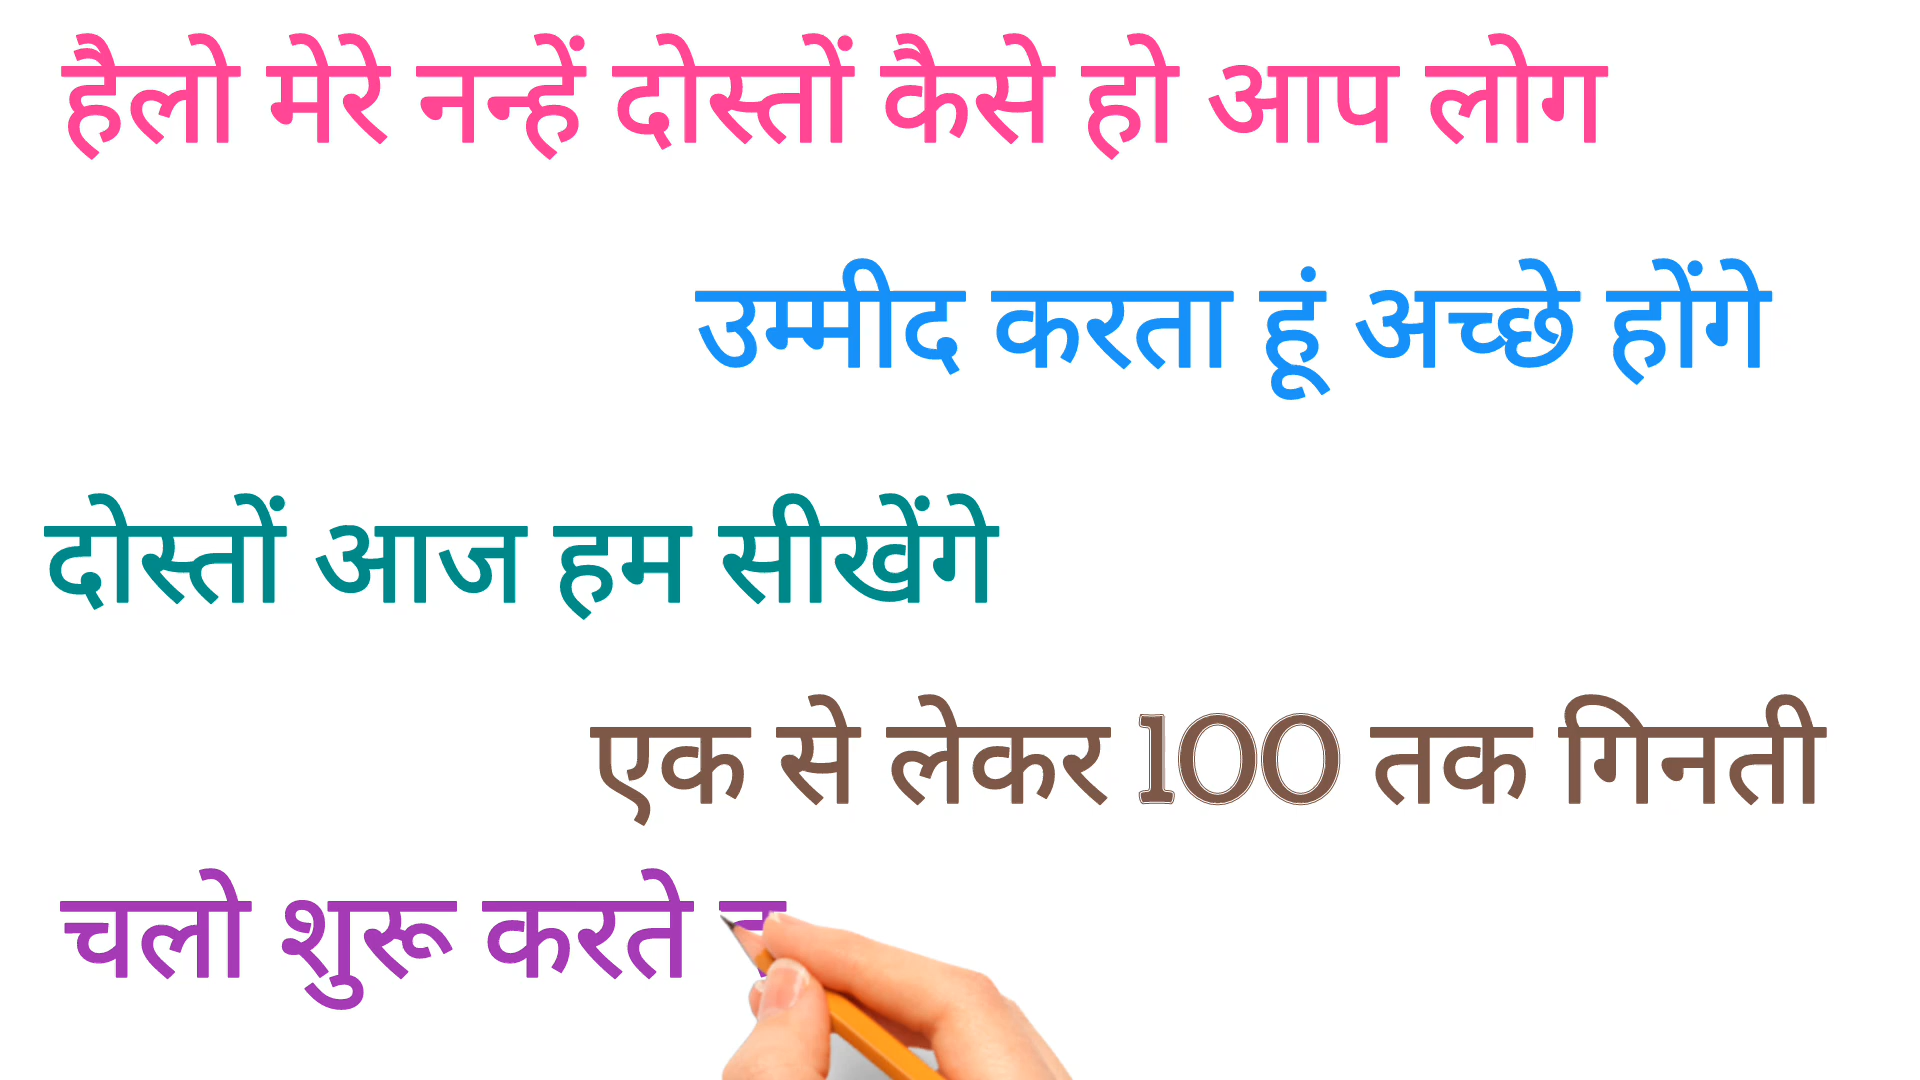 हैलो मेरे नन्हें दोस्तों कैसे हो आप लोग
उम्मीद करता हूं अच्छे होंगे
दोस्तों आज हम सीखेंगे
एक से लेकर 100 तक गिनती
चलो शुरू करते